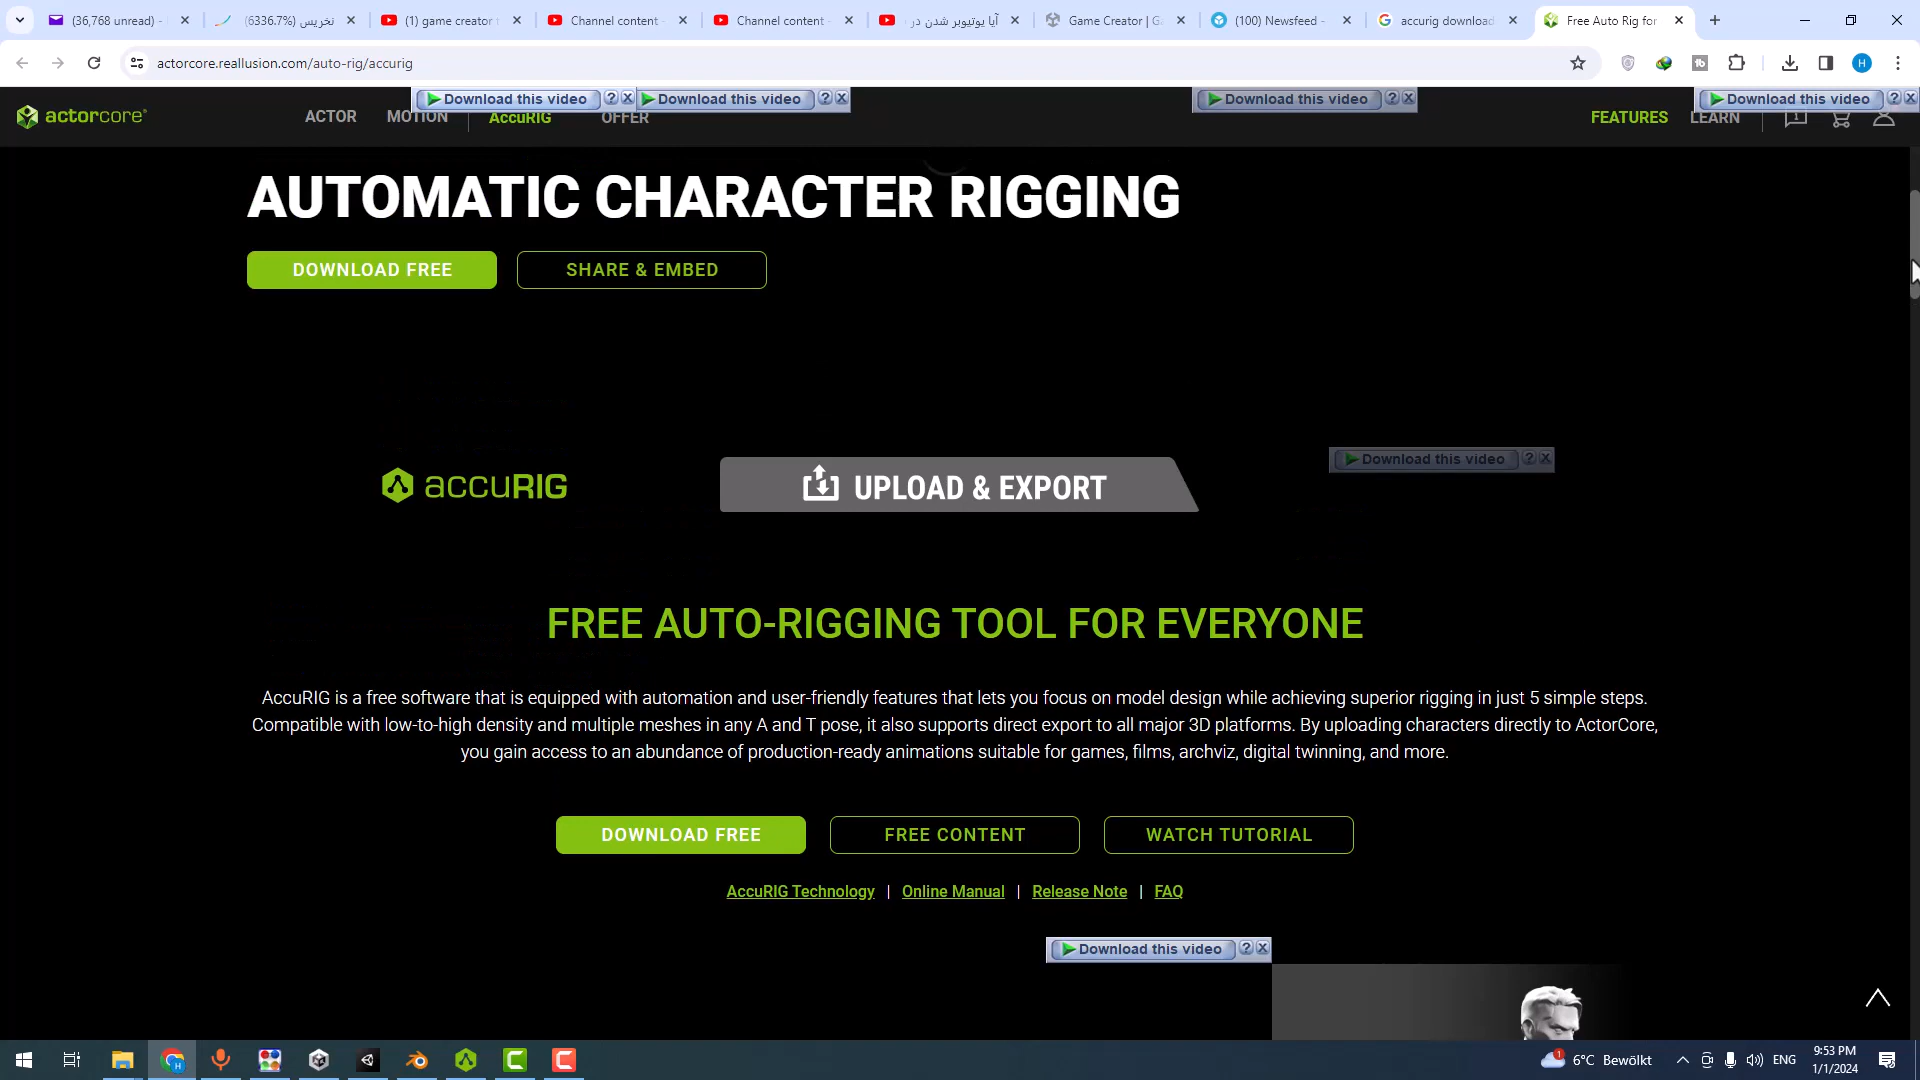 (36,768 unread) -
(6336.7%) نخریس
(1) game creator t
Channel content -
Channel content -
آیا یوتیوبر شدن در
Game Creator | Ga
(100) Newsfeed -
accurig download
Free Auto Rig for
actorcore.reallusion.com/auto-rig/accurig
H
Download this video ?
Download this video ?
Download this video ?
Download this video ?
actorcore
ACTOR
MOTION
AccuRIG
OFFER
FEATURES
LEARN
AUTOMATIC CHARACTER RIGGING
DOWNLOAD FREE
SHARE & EMBED
Download this video ?
accuRIG
UPLOAD & EXPORT
FREE AUTO-RIGGING TOOL FOR EVERYONE
AccuRIG is a free software that is equipped with automation and user-friendly features that lets you focus on model design while achieving superior rigging in just 5 simple steps.
Compatible with low-to-high density and multiple meshes in any A and T pose, it also supports direct export to all major 3D platforms. By uploading characters directly to ActorCore,
you gain access to an abundance of production-ready animations suitable for games, films, archviz, digital twinning, and more.
DOWNLOAD FREE
FREE CONTENT
WATCH TUTORIAL
AccuRIG Technology | Online Manual | Release Note | FAQ
Download this video ?
6°C Bewölkt
ENG
9:53 PM
1/1/2024